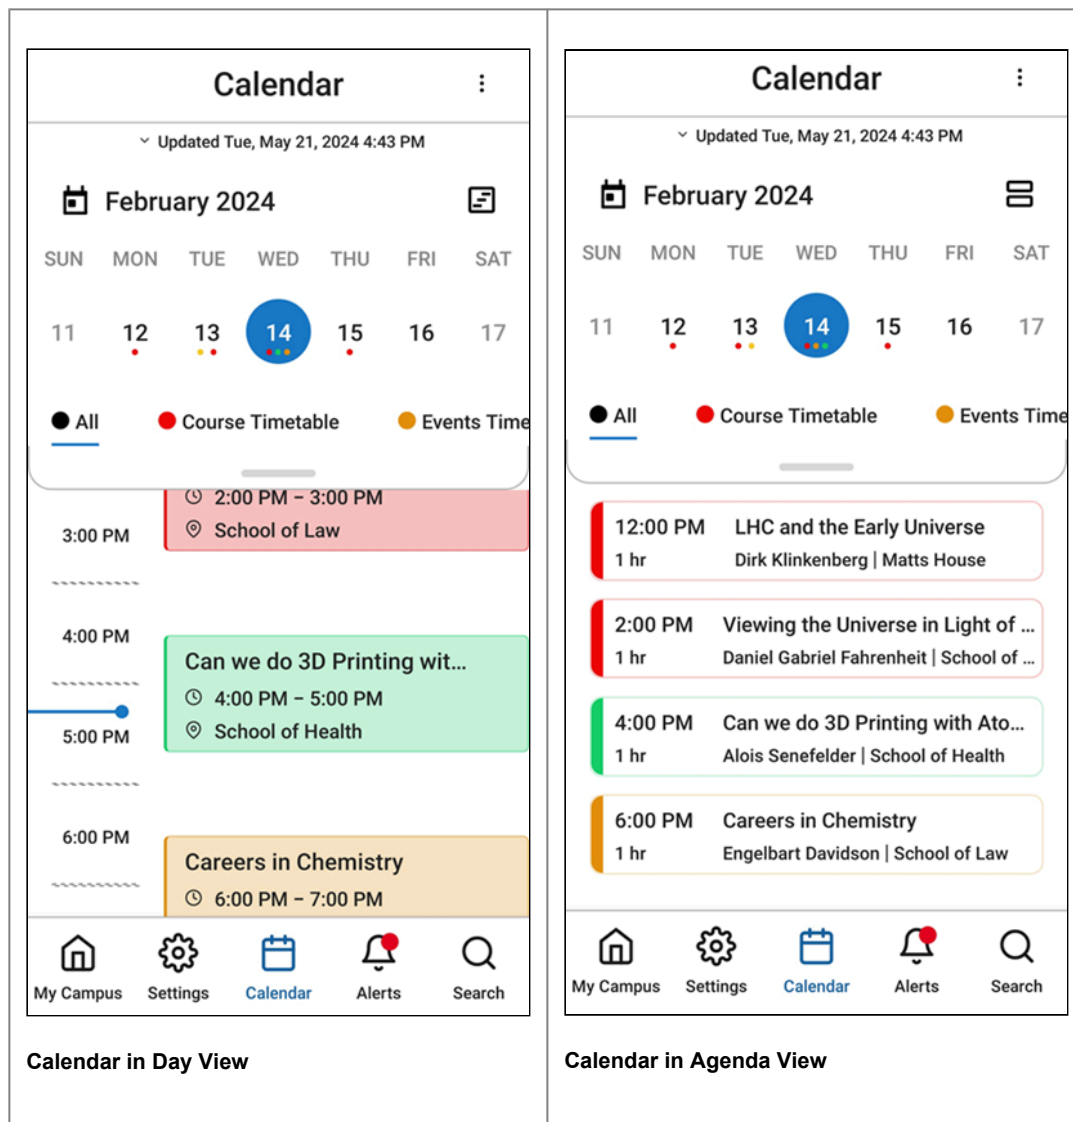 Calendar
Updated Tue, May 21, 2024 4:43 PM
February 2024
SUN MON TUE WED THU FRI SAT
11 12 13 14 15 16 17
All Course Timetable Events Time
2:00 PM – 3:00 PM
School of Law
3:00 PM
4:00 PM
Can we do 3D Printing wit...
4:00 PM – 5:00 PM
School of Health
5:00 PM
6:00 PM
Careers in Chemistry
6:00 PM – 7:00 PM
My Campus Settings Calendar Alerts Search
Calendar in Day View
Calendar
Updated Tue, May 21, 2024 4:43 PM
February 2024
SUN MON TUE WED THU FRI SAT
11 12 13 14 15 16 17
All Course Timetable Events Time
12:00 PM LHC and the Early Universe
1 hr Dirk Klinkenberg | Matts House
2:00 PM Viewing the Universe in Light of ...
1 hr Daniel Gabriel Fahrenheit | School of ...
4:00 PM Can we do 3D Printing with Ato...
1 hr Alois Senefelder | School of Health
6:00 PM Careers in Chemistry
1 hr Engelbart Davidson | School of Law
My Campus Settings Calendar Alerts Search
Calendar in Agenda View